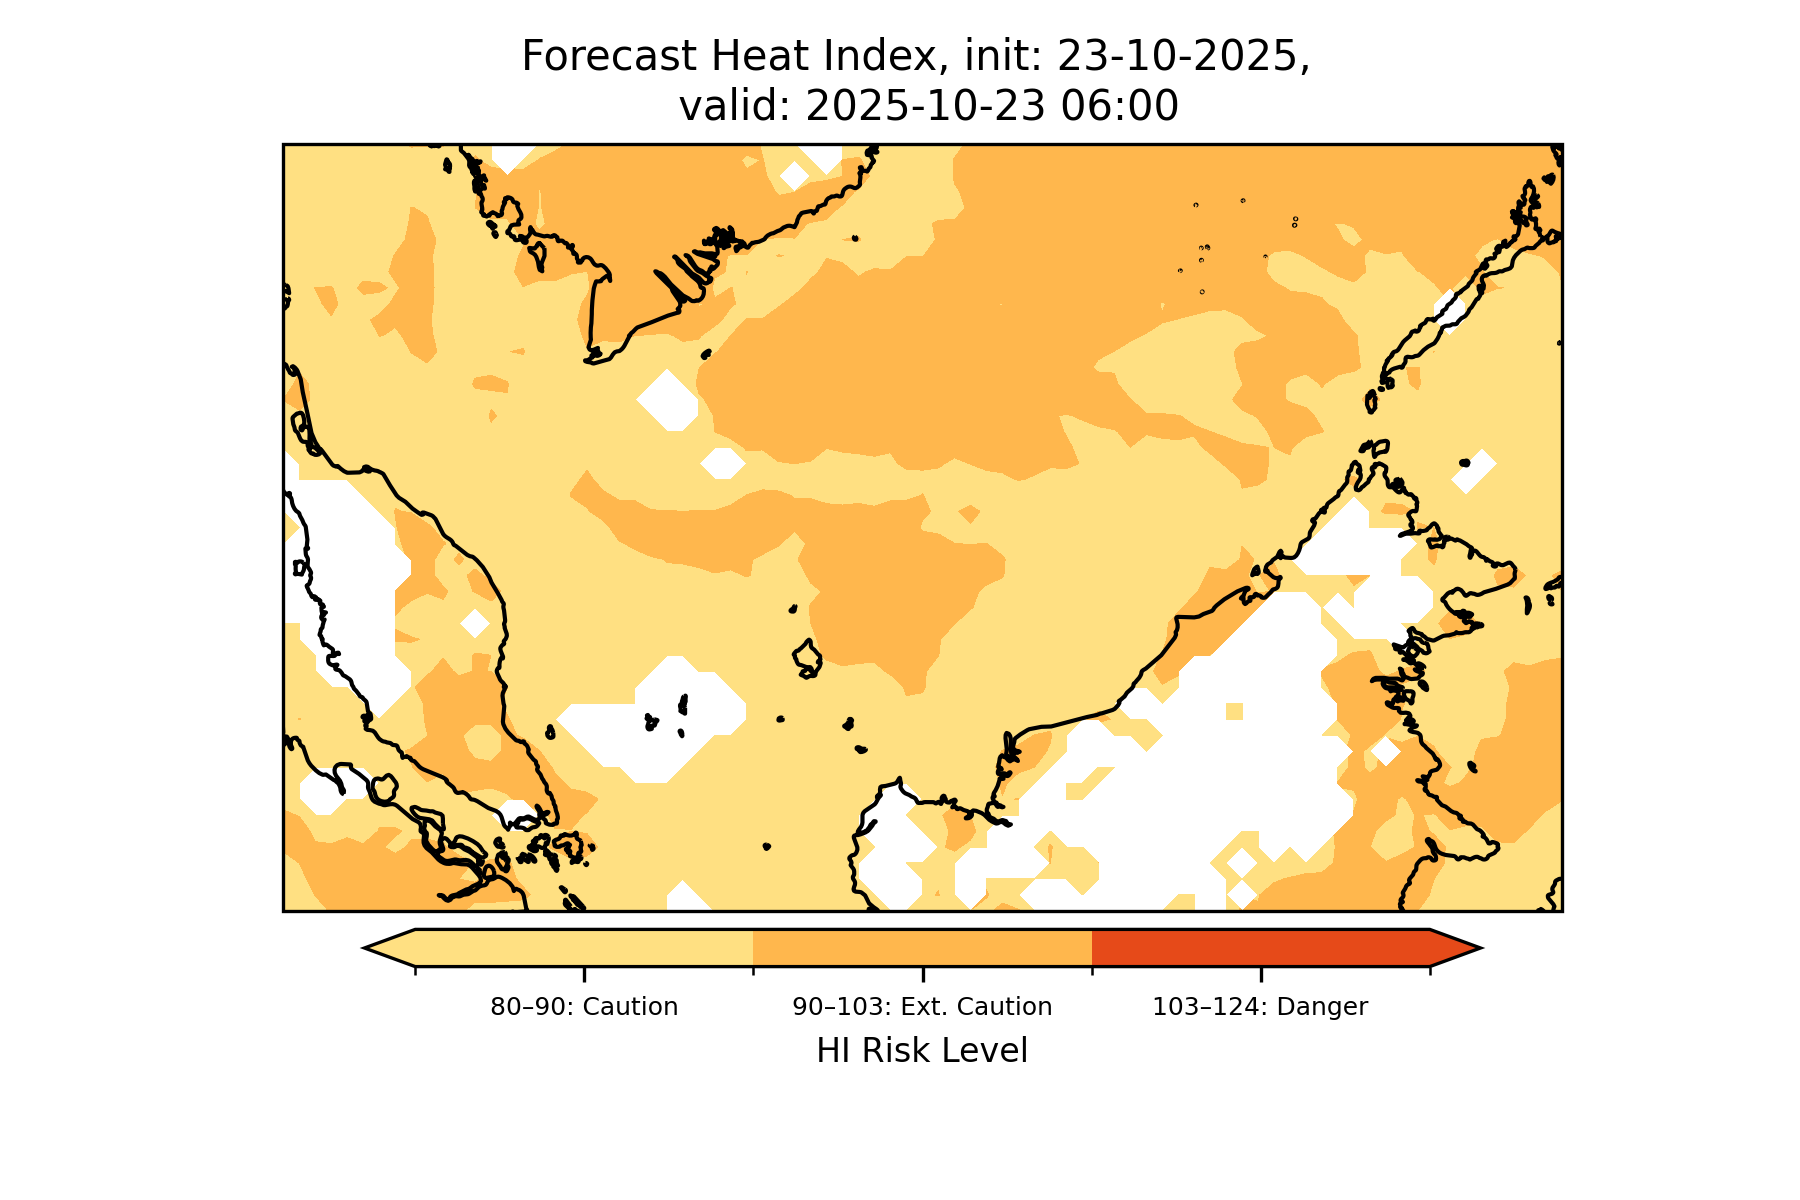 Forecast Heat Index, init: 23-10-2025,
valid: 2025-10-23 06:00
80–90: Caution
90–103: Ext. Caution
103–124: Danger
HI Risk Level